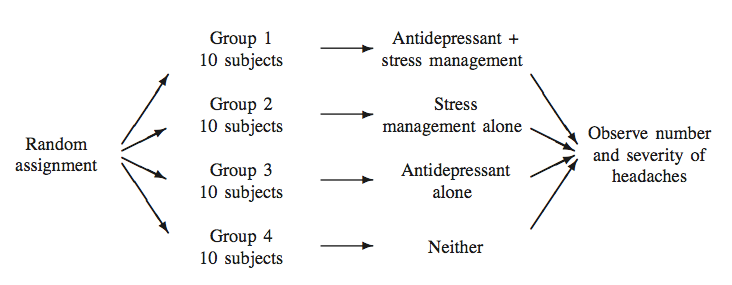 Random
assignment
Group 1
10 subjects
Antidepressant +
stress management
Group 2
10 subjects
Stress
management alone
Group 3
10 subjects
Antidepressant
alone
Group 4
10 subjects
Neither
Observe number
and severity of
headaches